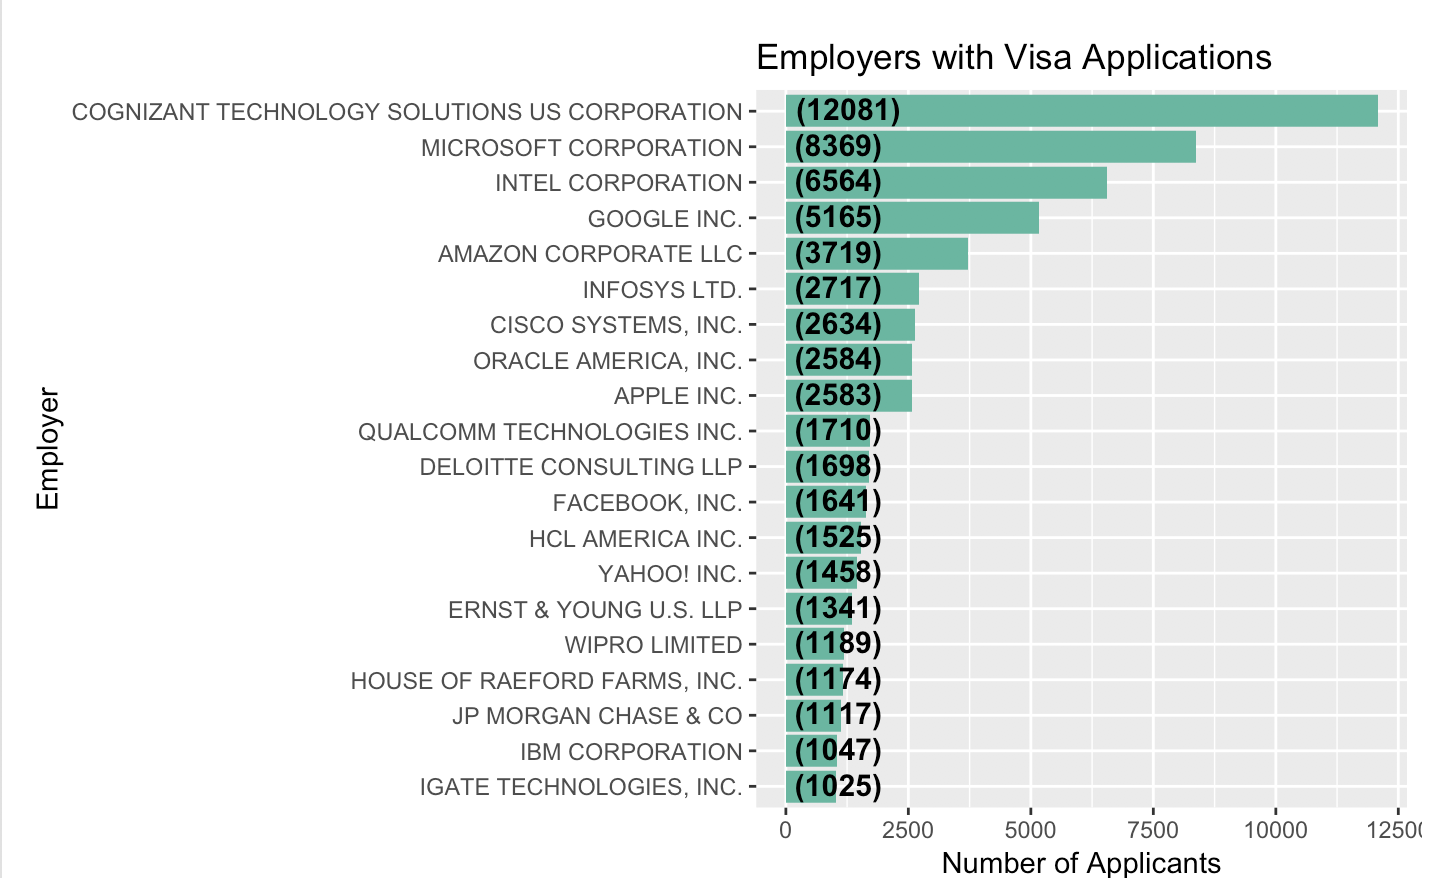 Employers with Visa Applications
COGNIZANT TECHNOLOGY SOLUTIONS US CORPORATION (12081)
MICROSOFT CORPORATION (8369)
INTEL CORPORATION (6564)
GOOGLE INC. (5165)
AMAZON CORPORATE LLC (3719)
INFOSYS LTD. (2717)
CISCO SYSTEMS, INC. (2634)
ORACLE AMERICA, INC. (2584)
APPLE INC. (2583)
QUALCOMM TECHNOLOGIES INC. (1710)
DELOITTE CONSULTING LLP (1698)
FACEBOOK, INC. (1641)
HCL AMERICA INC. (1525)
YAHOO! INC. (1458)
ERNST & YOUNG U.S. LLP (1341)
WIPRO LIMITED (1189)
HOUSE OF RAEFORD FARMS, INC. (1174)
JP MORGAN CHASE & CO (1117)
IBM CORPORATION (1047)
IGATE TECHNOLOGIES, INC. (1025)
Employer
0 2500 5000 7500 10000 12500
Number of Applicants